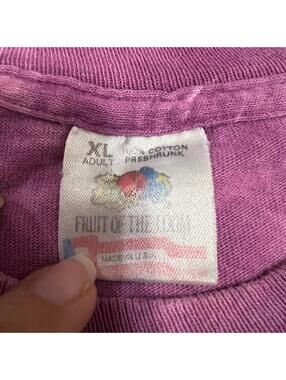 XL 100% COTTON
ADULT PRESHRUNK
FRUIT OF THE LOOM
MADE IN U.S.A.